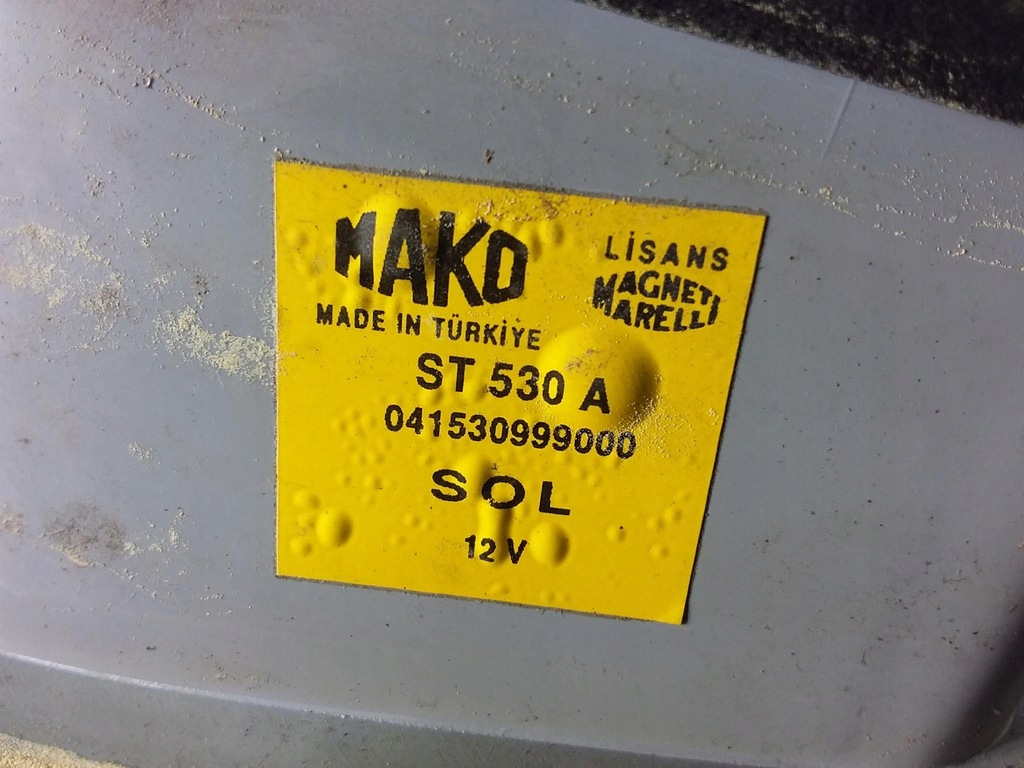 MAKO
LİSANS
MAGNETI
MARELLI
MADE IN TÜRKİYE
ST 530 A
041530999000
SOL
12 V